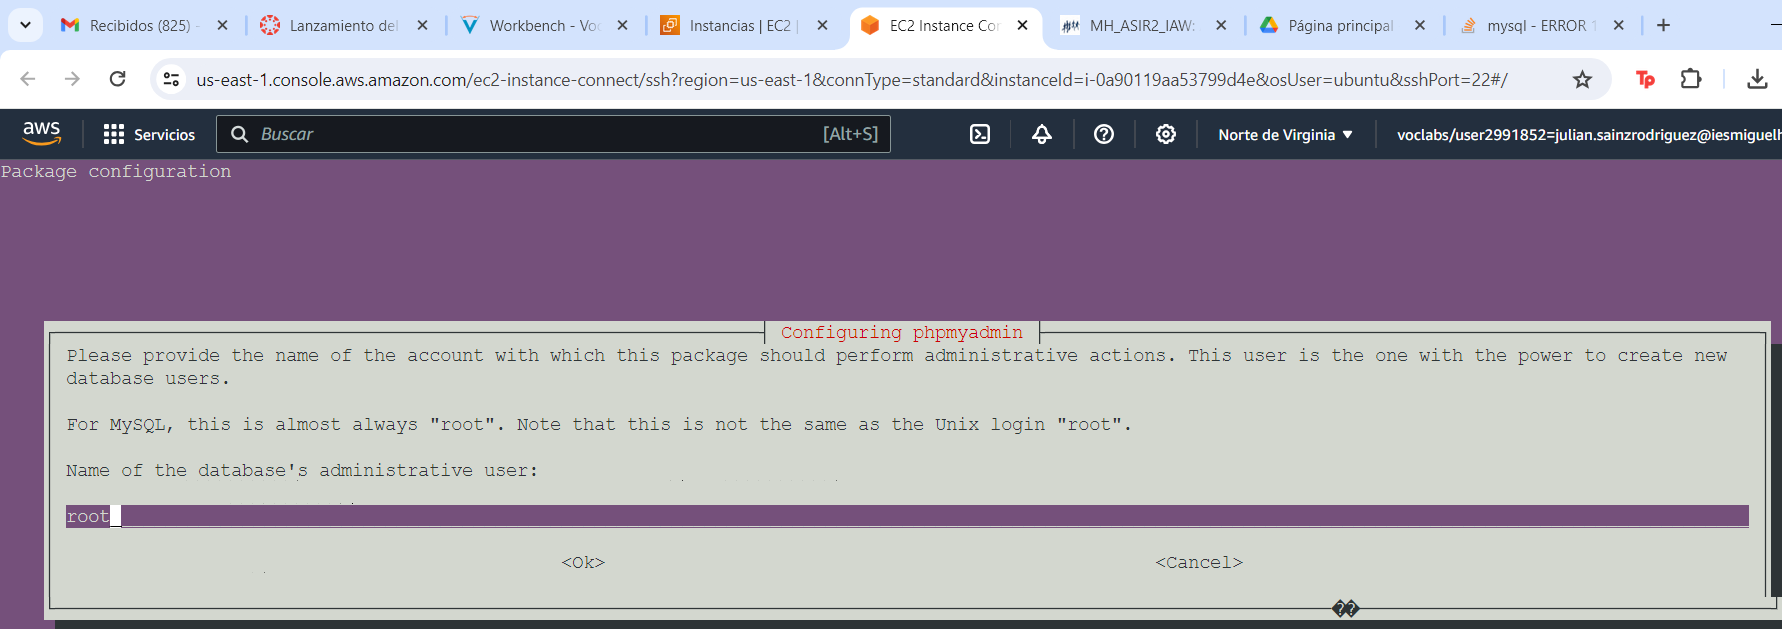 Recibidos (825) -
Lanzamiento del
Workbench - Voc
Instancias | EC2 |
EC2 Instance Con
MH_ASIR2_IAW:
Página principal
mysql - ERROR 1
us-east-1.console.aws.amazon.com/ec2-instance-connect/ssh?region=us-east-1&connType=standard&instanceId=i-0a90119aa53799d4e&osUser=ubuntu&sshPort=22#/
Tp
aws
Servicios
Buscar
[Alt+S]
Norte de Virginia
voclabs/user2991852=julian.sainzrodriguez@iesmiguelh
Package configuration
Configuring phpmyadmin
Please provide the name of the account with which this package should perform administrative actions. This user is the one with the power to create new
database users.
For MySQL, this is almost always "root". Note that this is not the same as the Unix login "root".
Name of the database's administrative user:
root
<Ok>
<Cancel>
��